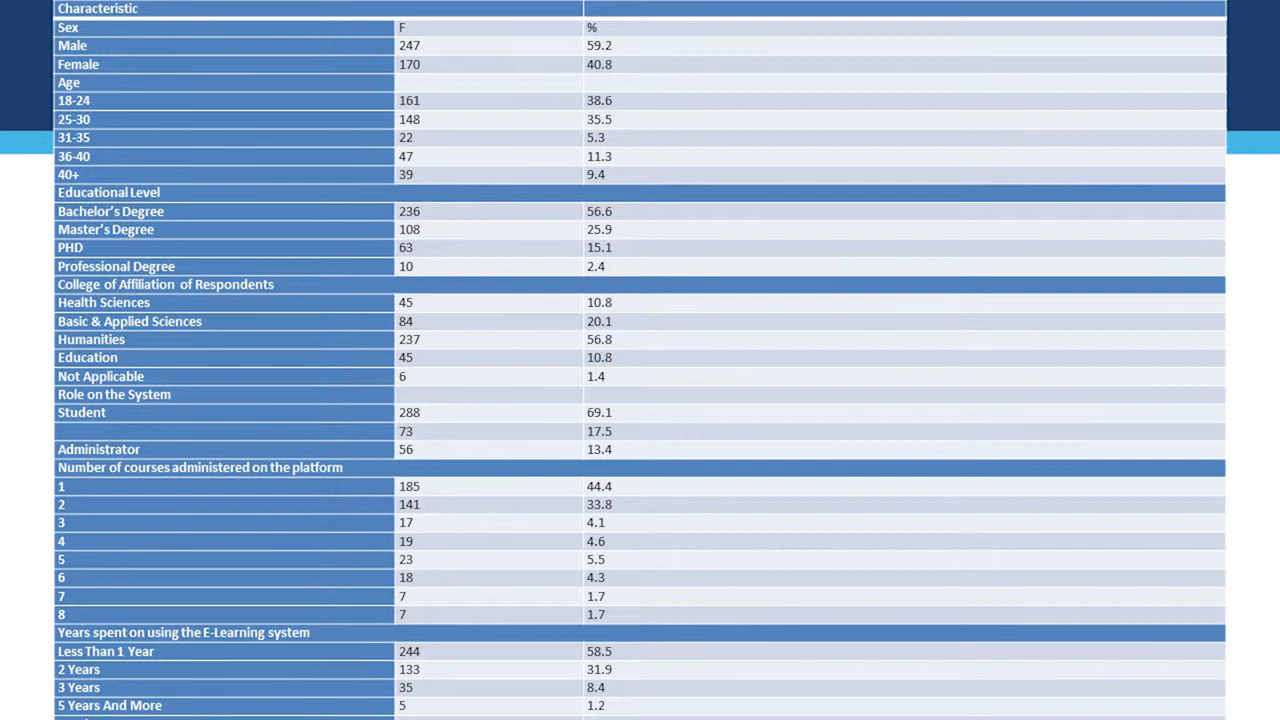 Characteristic
Sex F %
Male 247 59.2
Female 170 40.8
Age
18-24 161 38.6
25-30 148 35.5
31-35 22 5.3
36-40 47 11.3
40+ 39 9.4
Educational Level
Bachelor's Degree 236 56.6
Master's Degree 108 25.9
PHD 63 15.1
Professional Degree 10 2.4
College of Affiliation of Respondents
Health Sciences 45 10.8
Basic & Applied Sciences 84 20.1
Humanities 237 56.8
Education 45 10.8
Not Applicable 6 1.4
Role on the System
Student 288 69.1
73 17.5
Administrator 56 13.4
Number of courses administered on the platform
1 185 44.4
2 141 33.8
3 17 4.1
4 19 4.6
5 23 5.5
6 18 4.3
7 7 1.7
8 7 1.7
Years spent on using the E-Learning system
Less Than 1 Year 244 58.5
2 Years 133 31.9
3 Years 35 8.4
5 Years And More 5 1.2